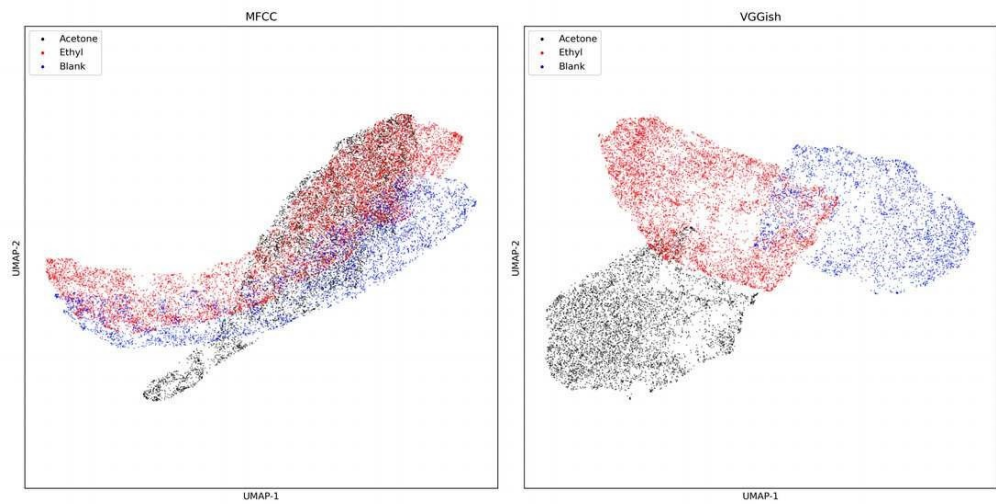 MFCC
Acetone
Ethyl
Blank
UMAP-2
UMAP-1
VGGish
Acetone
Ethyl
Blank
UMAP-2
UMAP-1